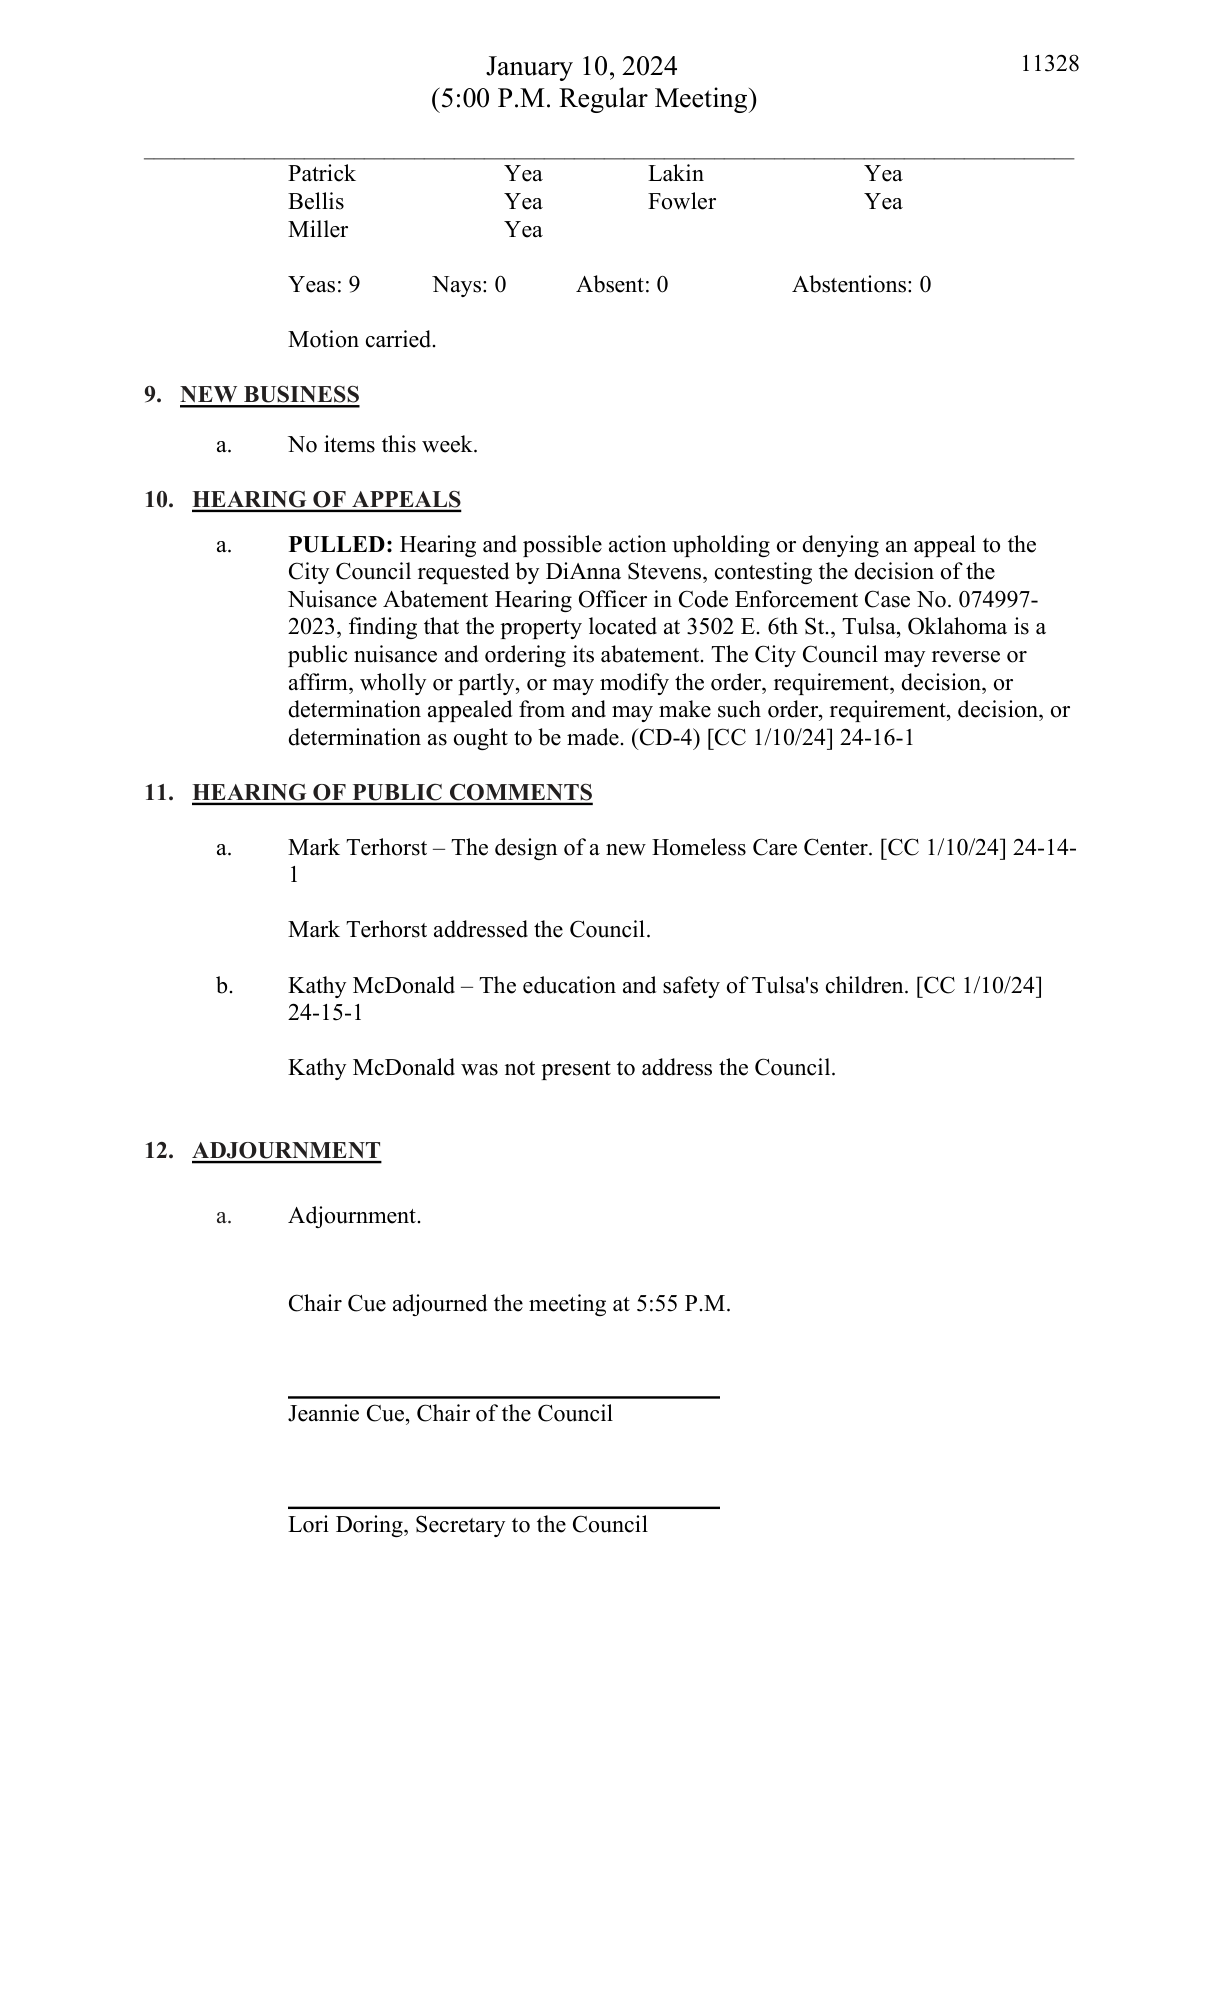 January 10, 2024 11328
(5:00 P.M. Regular Meeting)
Patrick Yea Lakin Yea
Bellis Yea Fowler Yea
Miller Yea
Yeas: 9 Nays: 0 Absent: 0 Abstentions: 0
Motion carried.
9. NEW BUSINESS
a. No items this week.
10. HEARING OF APPEALS
a. PULLED: Hearing and possible action upholding or denying an appeal to the
City Council requested by DiAnna Stevens, contesting the decision of the
Nuisance Abatement Hearing Officer in Code Enforcement Case No. 074997-
2023, finding that the property located at 3502 E. 6th St., Tulsa, Oklahoma is a
public nuisance and ordering its abatement. The City Council may reverse or
affirm, wholly or partly, or may modify the order, requirement, decision, or
determination appealed from and may make such order, requirement, decision, or
determination as ought to be made. (CD-4) [CC 1/10/24] 24-16-1
11. HEARING OF PUBLIC COMMENTS
a. Mark Terhorst – The design of a new Homeless Care Center. [CC 1/10/24] 24-14-
1
Mark Terhorst addressed the Council.
b. Kathy McDonald – The education and safety of Tulsa's children. [CC 1/10/24]
24-15-1
Kathy McDonald was not present to address the Council.
12. ADJOURNMENT
a. Adjournment.
Chair Cue adjourned the meeting at 5:55 P.M.
Jeannie Cue, Chair of the Council
Lori Doring, Secretary to the Council